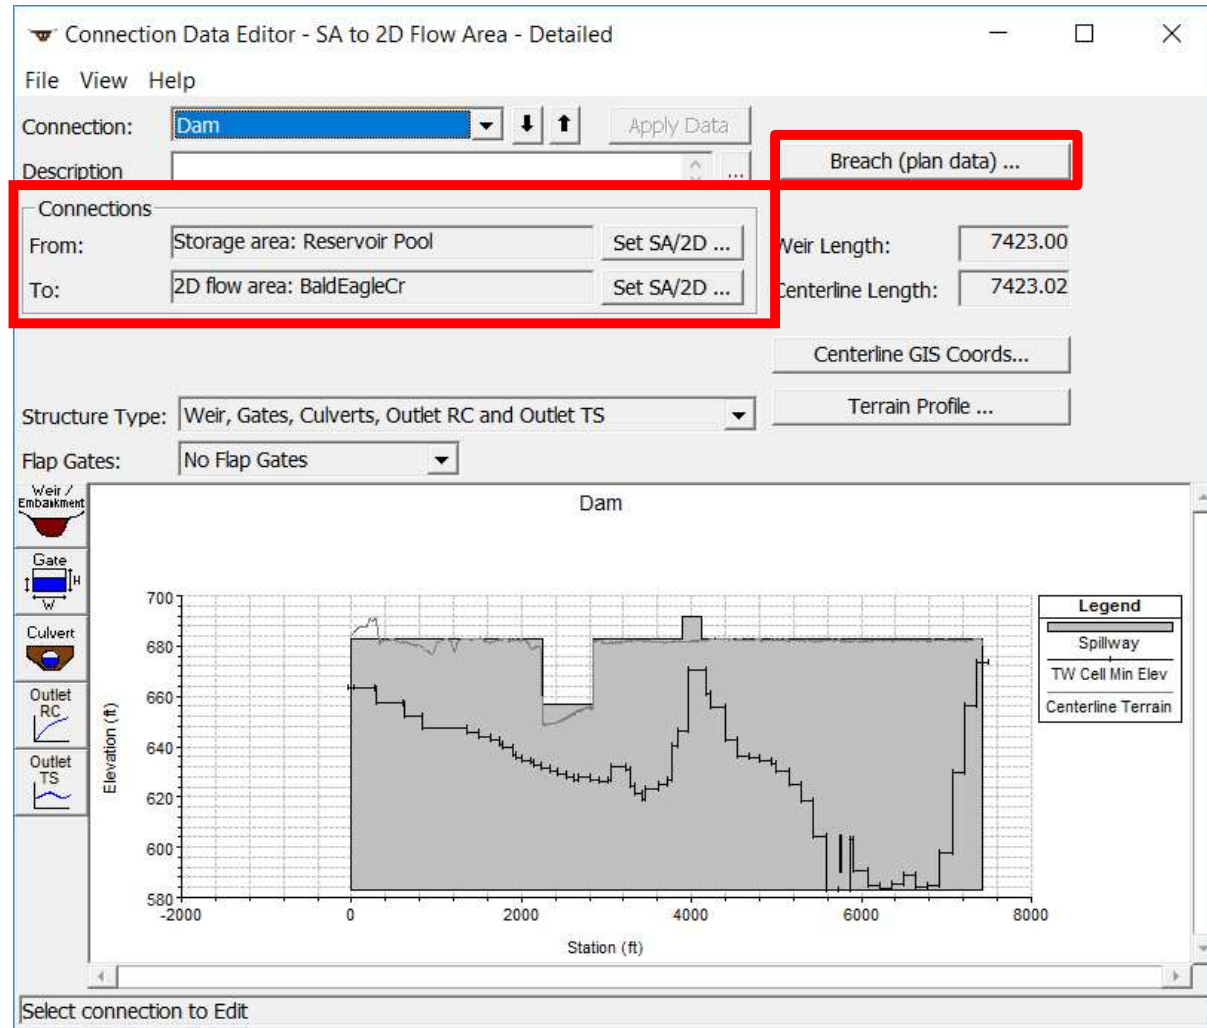 Connection Data Editor - SA to 2D Flow Area - Detailed
File View Help
Connection: Dam Apply Data
Description ... Breach (plan data) ...
Connections
From: Storage area: Reservoir Pool Set SA/2D ... Weir Length: 7423.00
To: 2D flow area: BaldEagleCr Set SA/2D ... Centerline Length: 7423.02
Centerline GIS Coords...
Structure Type: Weir, Gates, Culverts, Outlet RC and Outlet TS Terrain Profile ...
Flap Gates: No Flap Gates
Weir /
Embankment
Gate
H
W
Culvert
Outlet
RC
Outlet
TS
Dam
700
680
660
640
620
600
580
Elevation (ft)
-2000 0 2000 4000 6000 8000
Station (ft)
Legend
Spillway
TW Cell Min Elev
Centerline Terrain
Select connection to Edit